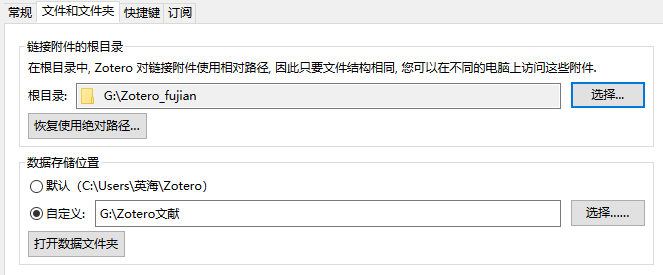 常规 文件和文件夹 快捷键 订阅
链接附件的根目录
在根目录中, Zotero 对链接附件使用相对路径, 因此只要文件结构相同, 您可以在不同的电脑上访问这些附件.
根目录: G:\Zotero_fujian 选择...
恢复使用绝对路径...
数据存储位置
默认（C:\Users\英海\Zotero）
自定义: G:\Zotero文献 选择......
打开数据文件夹